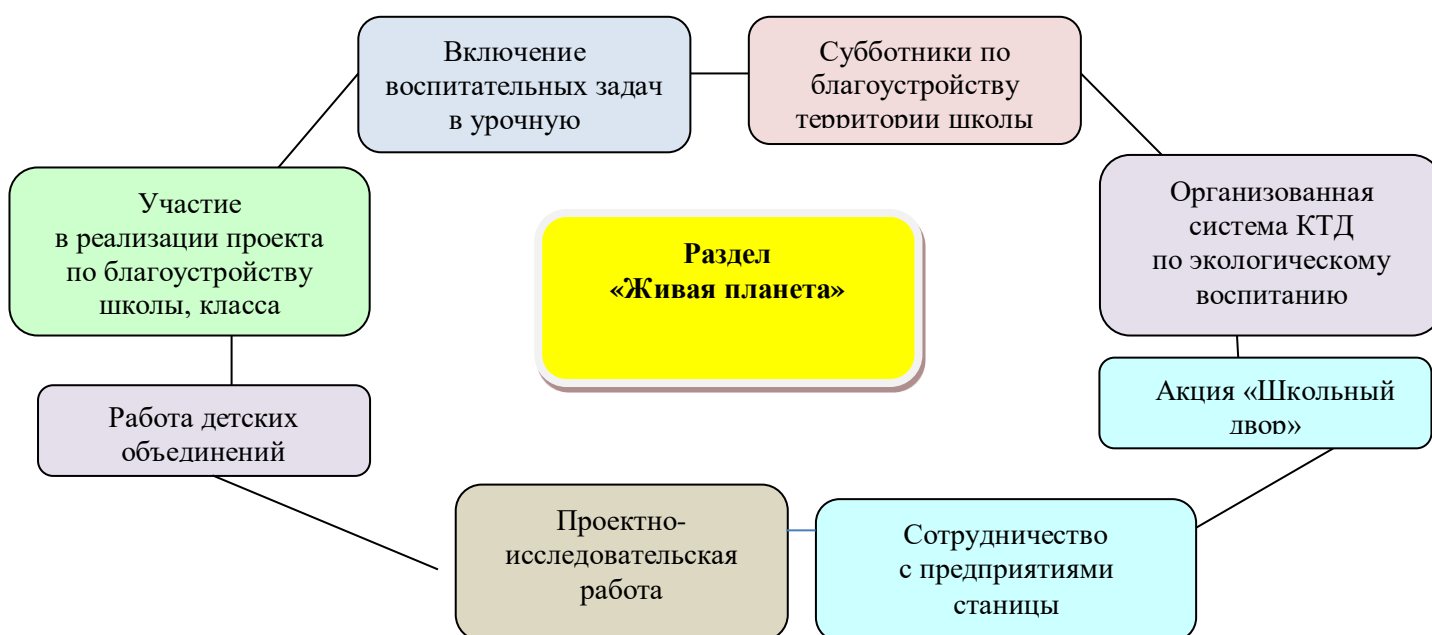 Включение
воспитательных задач
в урочную
Субботники по
благоустройству
территории школы
Участие
в реализации проекта
по благоустройству
школы, класса
Раздел
«Живая планета»
Организованная
система КТД
по экологическому
воспитанию
Работа детских
объединений
Акция «Школьный
двор»
Проектно-
исследовательская
работа
Сотрудничество
с предприятиями
станицы